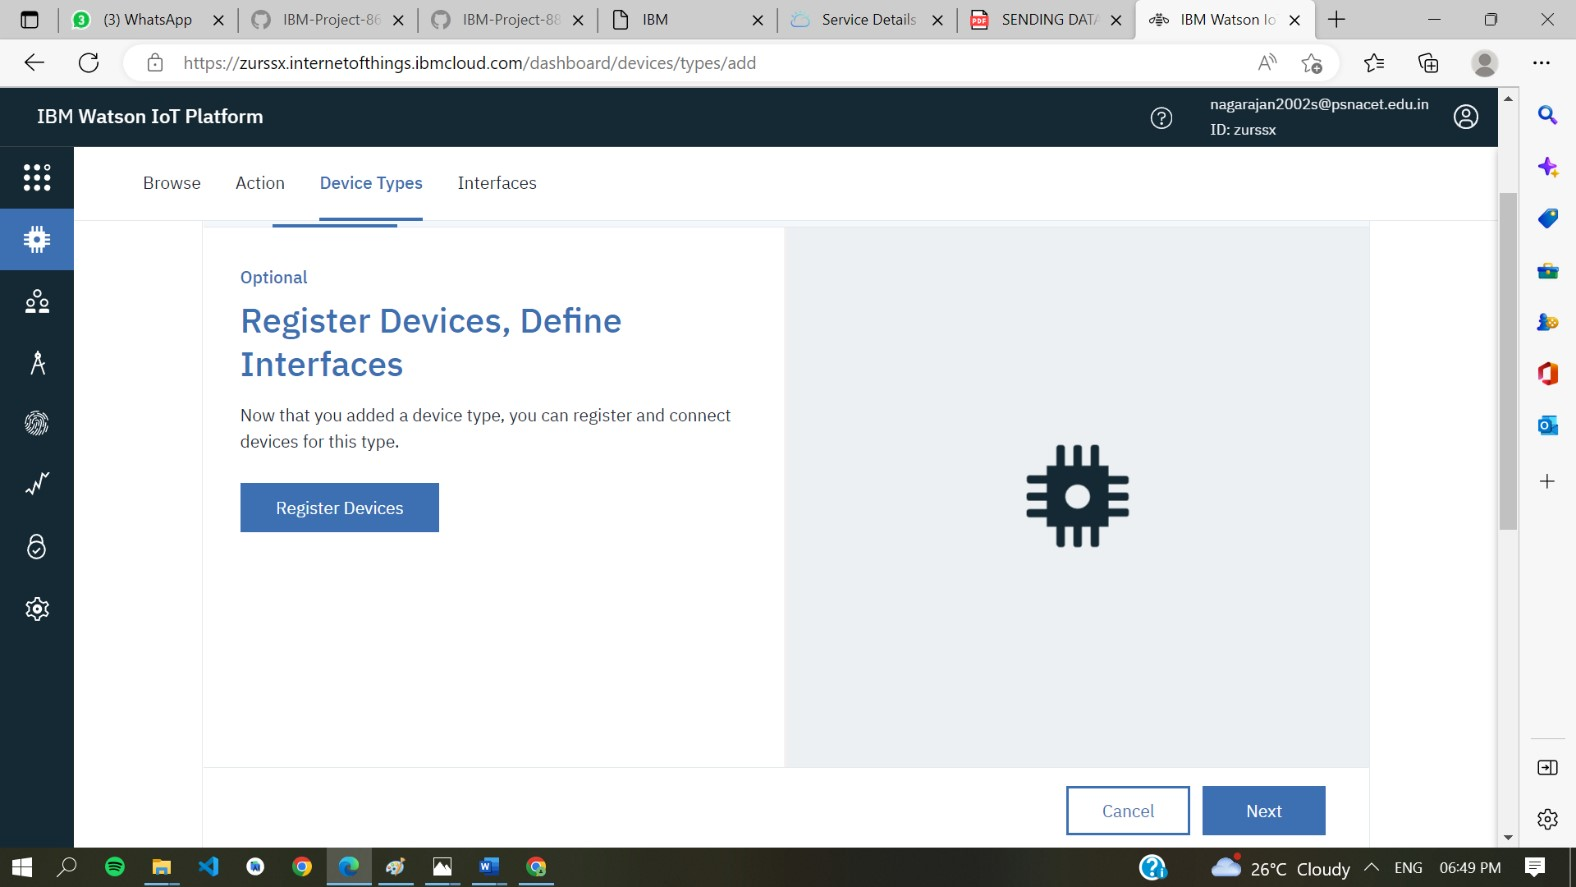 (3) WhatsApp
IBM-Project-86
IBM-Project-88
IBM
Service Details
SENDING DATA
IBM Watson Io
https://zurssx.internetofthings.ibmcloud.com/dashboard/devices/types/add
IBM Watson IoT Platform
nagarajan2002s@psnacet.edu.in
ID: zurssx
Browse Action Device Types Interfaces
Optional
Register Devices, Define
Interfaces
Now that you added a device type, you can register and connect
devices for this type.
Register Devices
Cancel Next
26°C Cloudy ENG 06:49 PM